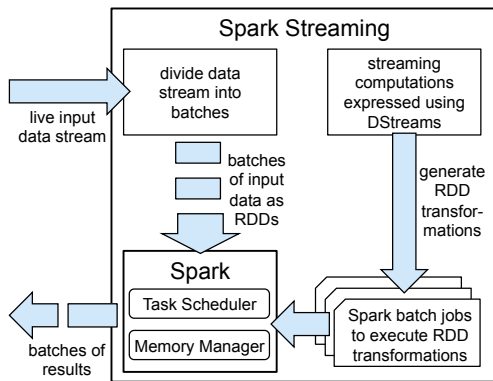 Spark Streaming
divide data
stream into
batches
streaming
computations
expressed using
DStreams
live input
data stream
batches
of input
data as
RDDs
generate
RDD
transfor-
mations
Spark
Task Scheduler
Memory Manager
Spark batch jobs
to execute RDD
transformations
batches of
results